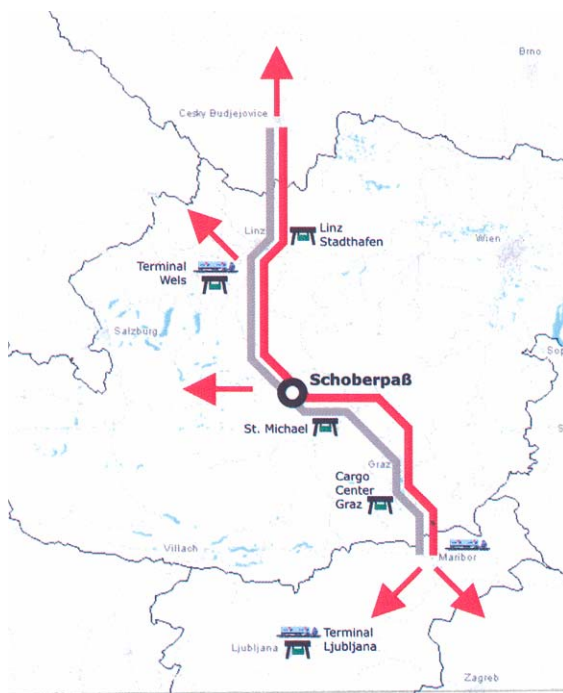 Brno
Cesky Budjejovice
Linz
Linz
Stadthafen
Wien
Terminal
Wels
Salzburg
Sop
Schoberpaß
St. Michael
S
Graz
Cargo
Center
Graz
Villach
Maribor
Terminal
Ljubljana
Ljubljana
Zagreb